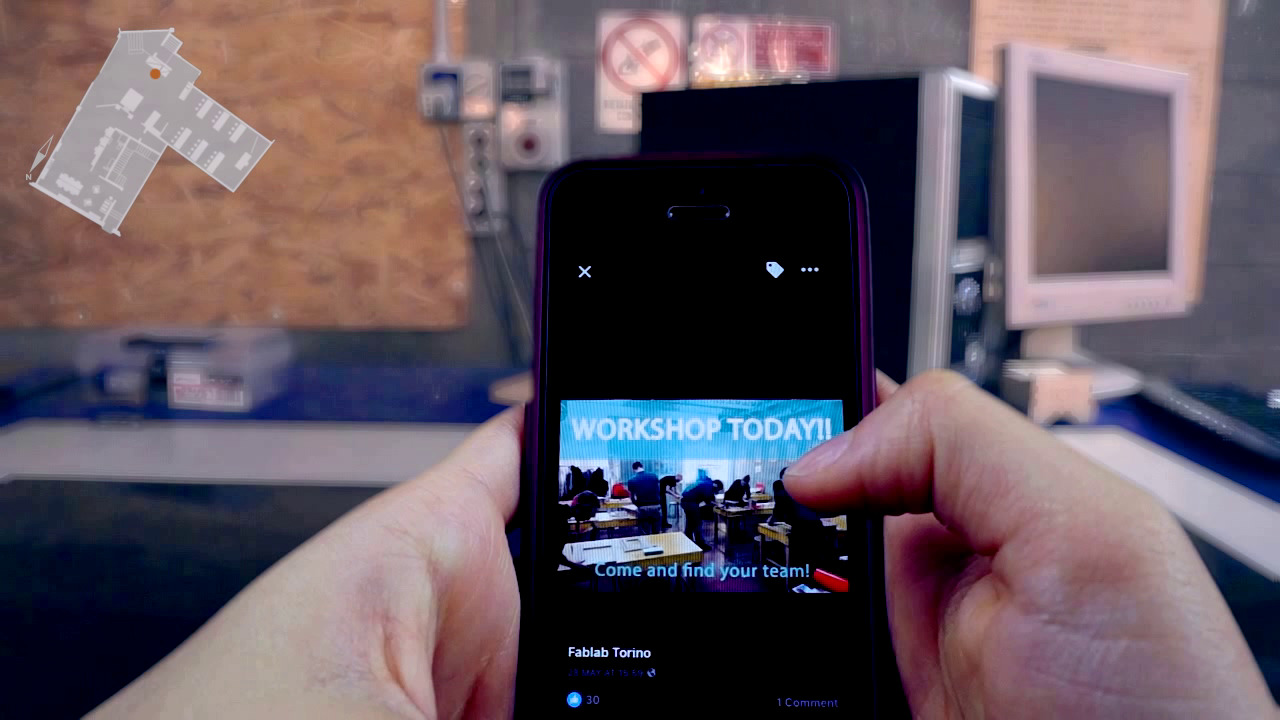 N
WORKSHOP TODAY!!
Come and find your team!
Fablab Torino
30
1 Comment